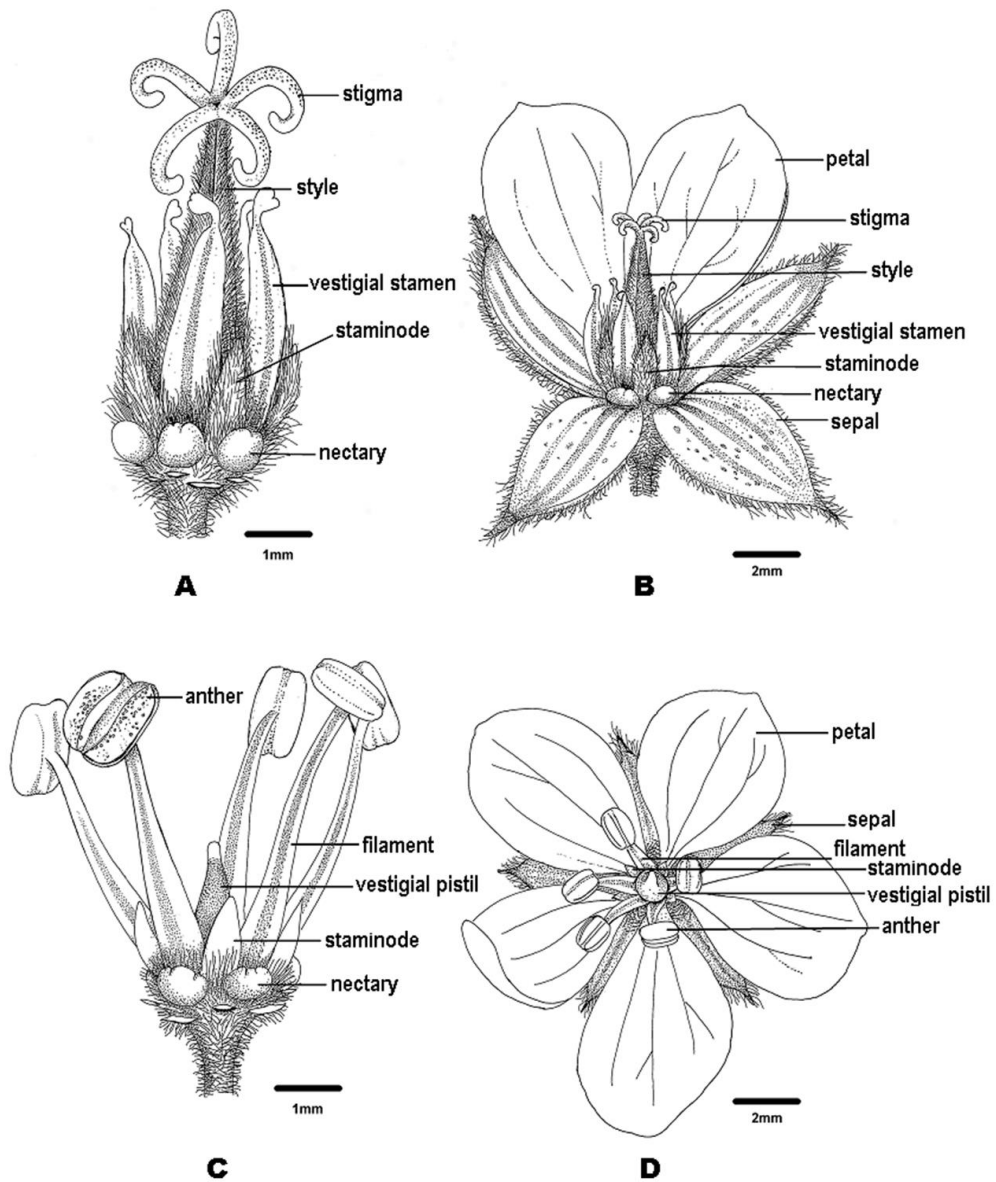 stigma
style
vestigial stamen
staminode
nectary
1mm
A
petal
stigma
style
vestigial stamen
staminode
nectary
sepal
2mm
B
anther
filament
vestigial pistil
staminode
nectary
1mm
C
petal
sepal
filament
staminode
vestigial pistil
anther
2mm
D